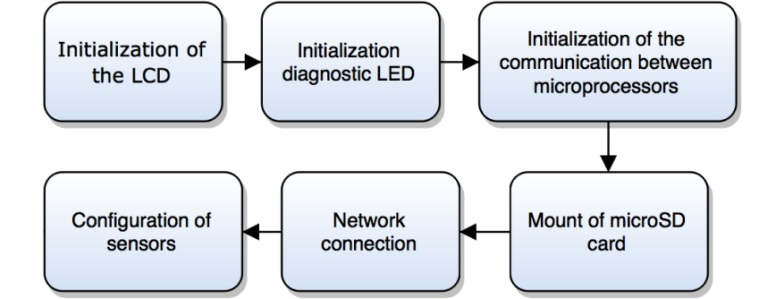 Initialization of
the LCD
Initialization
diagnostic LED
Initialization of the
communication between
microprocessors
Mount of microSD
card
Network
connection
Configuration of
sensors